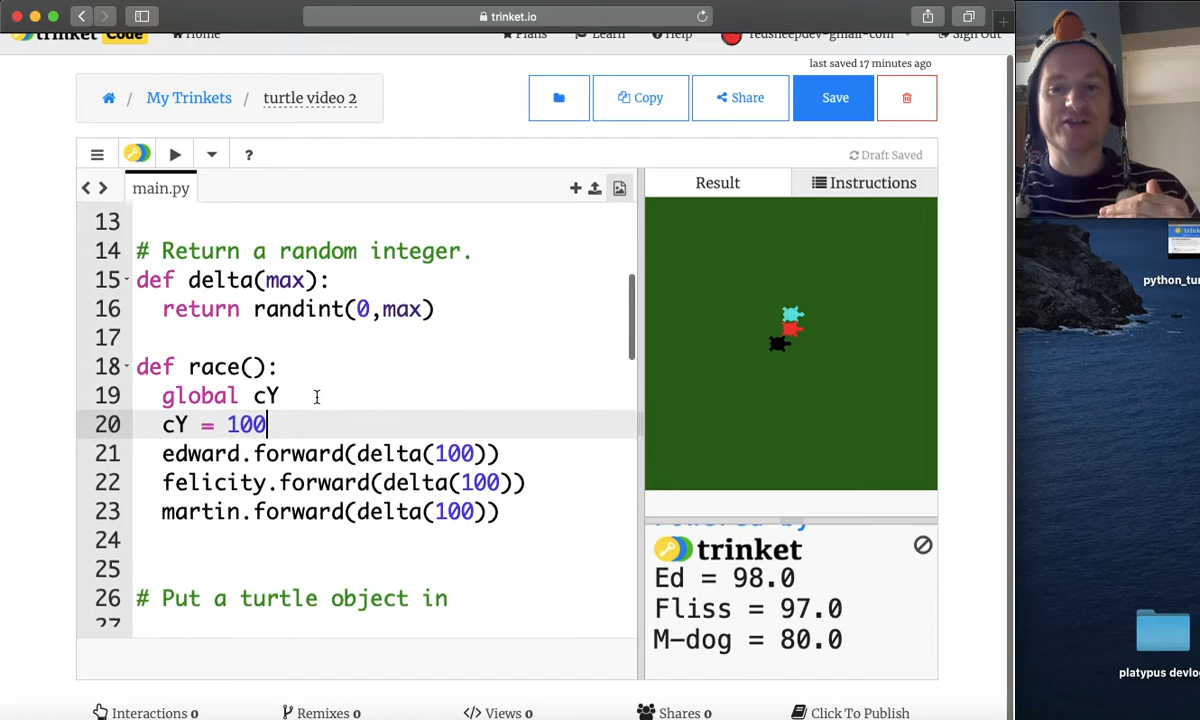 trinket.io
trinket Code Home Plans Learn Help redsheepdev-gmail-com Sign Out
last saved 17 minutes ago
/ My Trinkets / turtle video 2
Copy Share Save
?
Draft Saved
main.py
Result Instructions
13
14 # Return a random integer.
15 def delta(max):
16 return randint(0,max)
17
18 def race():
19 global cY
20 cY = 100
21 edward.forward(delta(100))
22 felicity.forward(delta(100))
23 martin.forward(delta(100))
24
25
26 # Put a turtle object in
27
Powered by
trinket
Ed = 98.0
Fliss = 97.0
M-dog = 80.0
Interactions 0 Remixes 0 </> Views 0 Shares 0 Click To Publish
platypus devlo